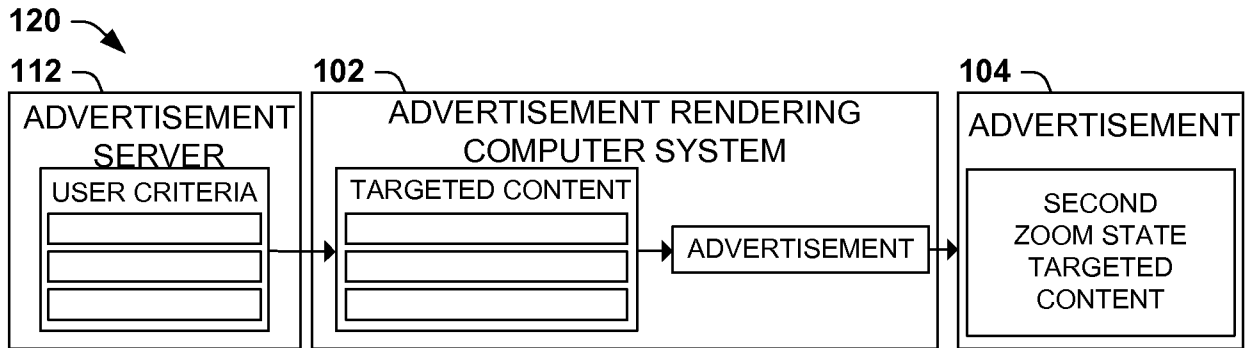 120
112
ADVERTISEMENT
SERVER
USER CRITERIA
102
ADVERTISEMENT RENDERING
COMPUTER SYSTEM
TARGETED CONTENT
ADVERTISEMENT
104
ADVERTISEMENT
SECOND
ZOOM STATE
TARGETED
CONTENT